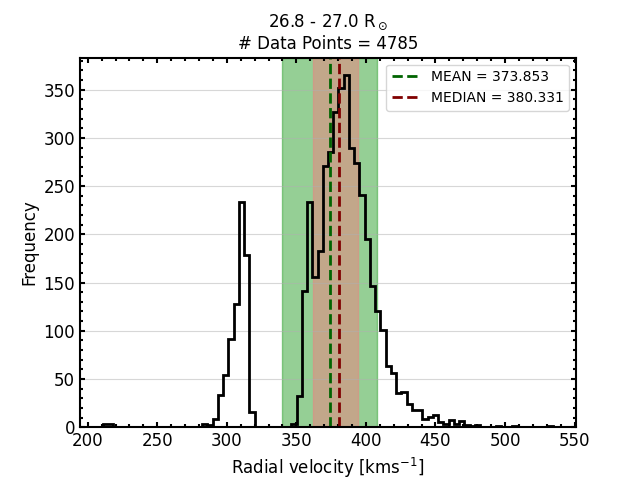 26.8 - 27.0 R⊙
# Data Points = 4785
MEAN = 373.853
MEDIAN = 380.331
Frequency
350
300
250
200
150
100
50
0
200 250 300 350 400 450 500 550
Radial velocity [kms⁻¹]